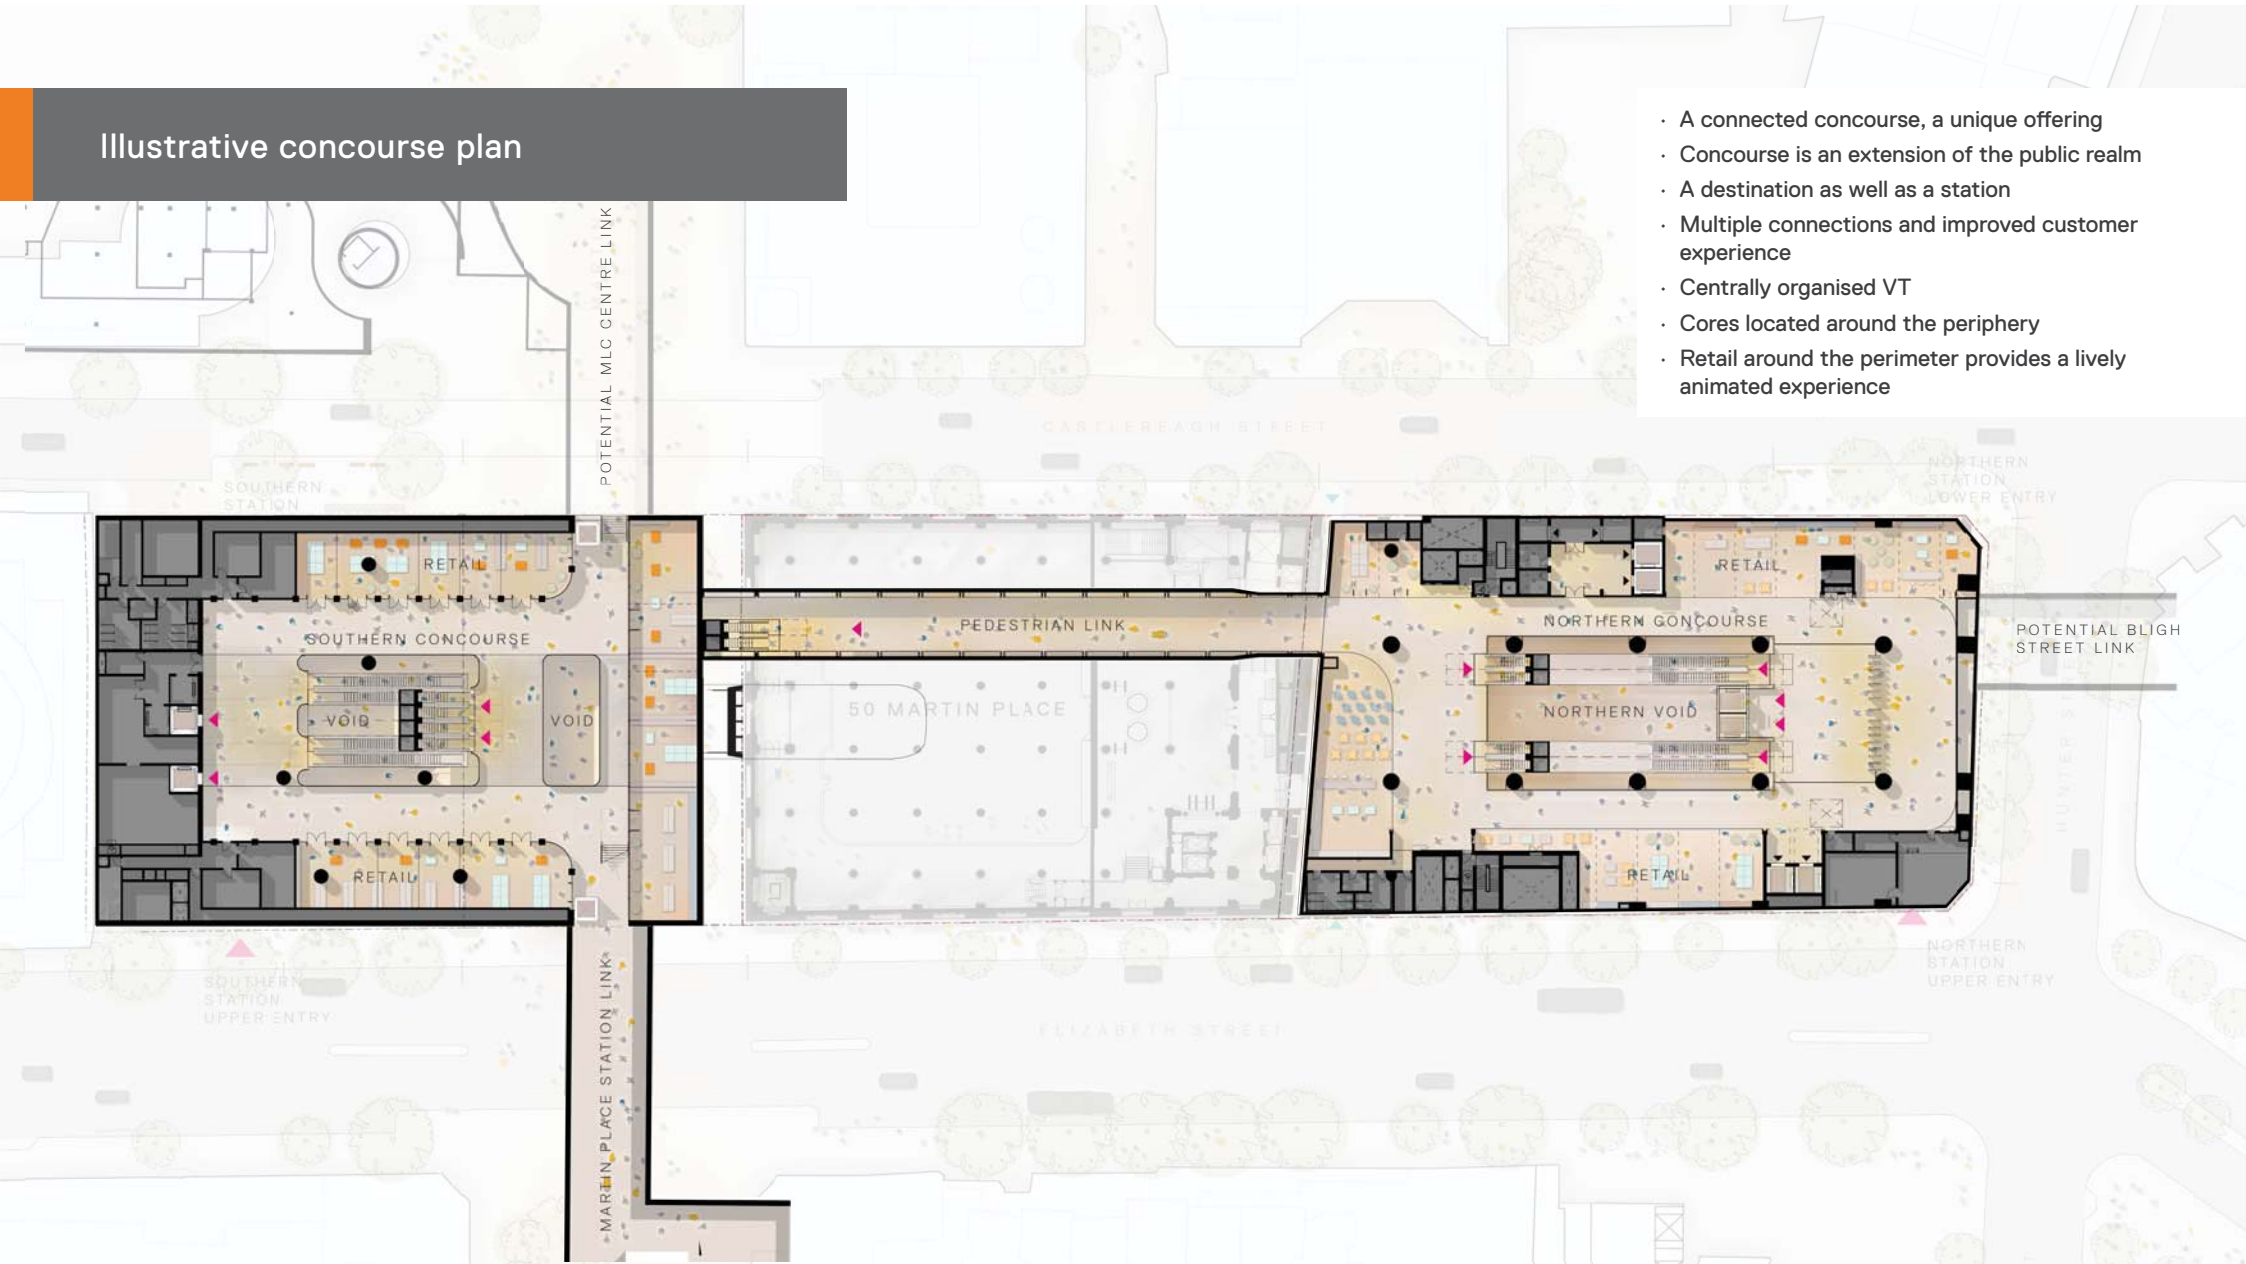 Illustrative concourse plan
· A connected concourse, a unique offering
· Concourse is an extension of the public realm
· A destination as well as a station
· Multiple connections and improved customer
experience
· Centrally organised VT
· Cores located around the periphery
· Retail around the perimeter provides a lively
animated experience
POTENTIAL MLC CENTRE LINK
CASTLEREAGH STREET
SOUTHERN
STATION
NORTHERN
STATION
LOWER ENTRY
RETAIL
RETAIL
SOUTHERN CONCOURSE
PEDESTRIAN LINK
NORTHERN CONCOURSE
POTENTIAL BLIGH
STREET LINK
VOID
VOID
50 MARTIN PLACE
NORTHERN VOID
HUNTER
RETAIL
RETAIL
SOUTHERN
STATION
UPPER ENTRY
NORTHERN
STATION
UPPER ENTRY
MARTIN PLACE STATION LINK
ELIZABETH STREET